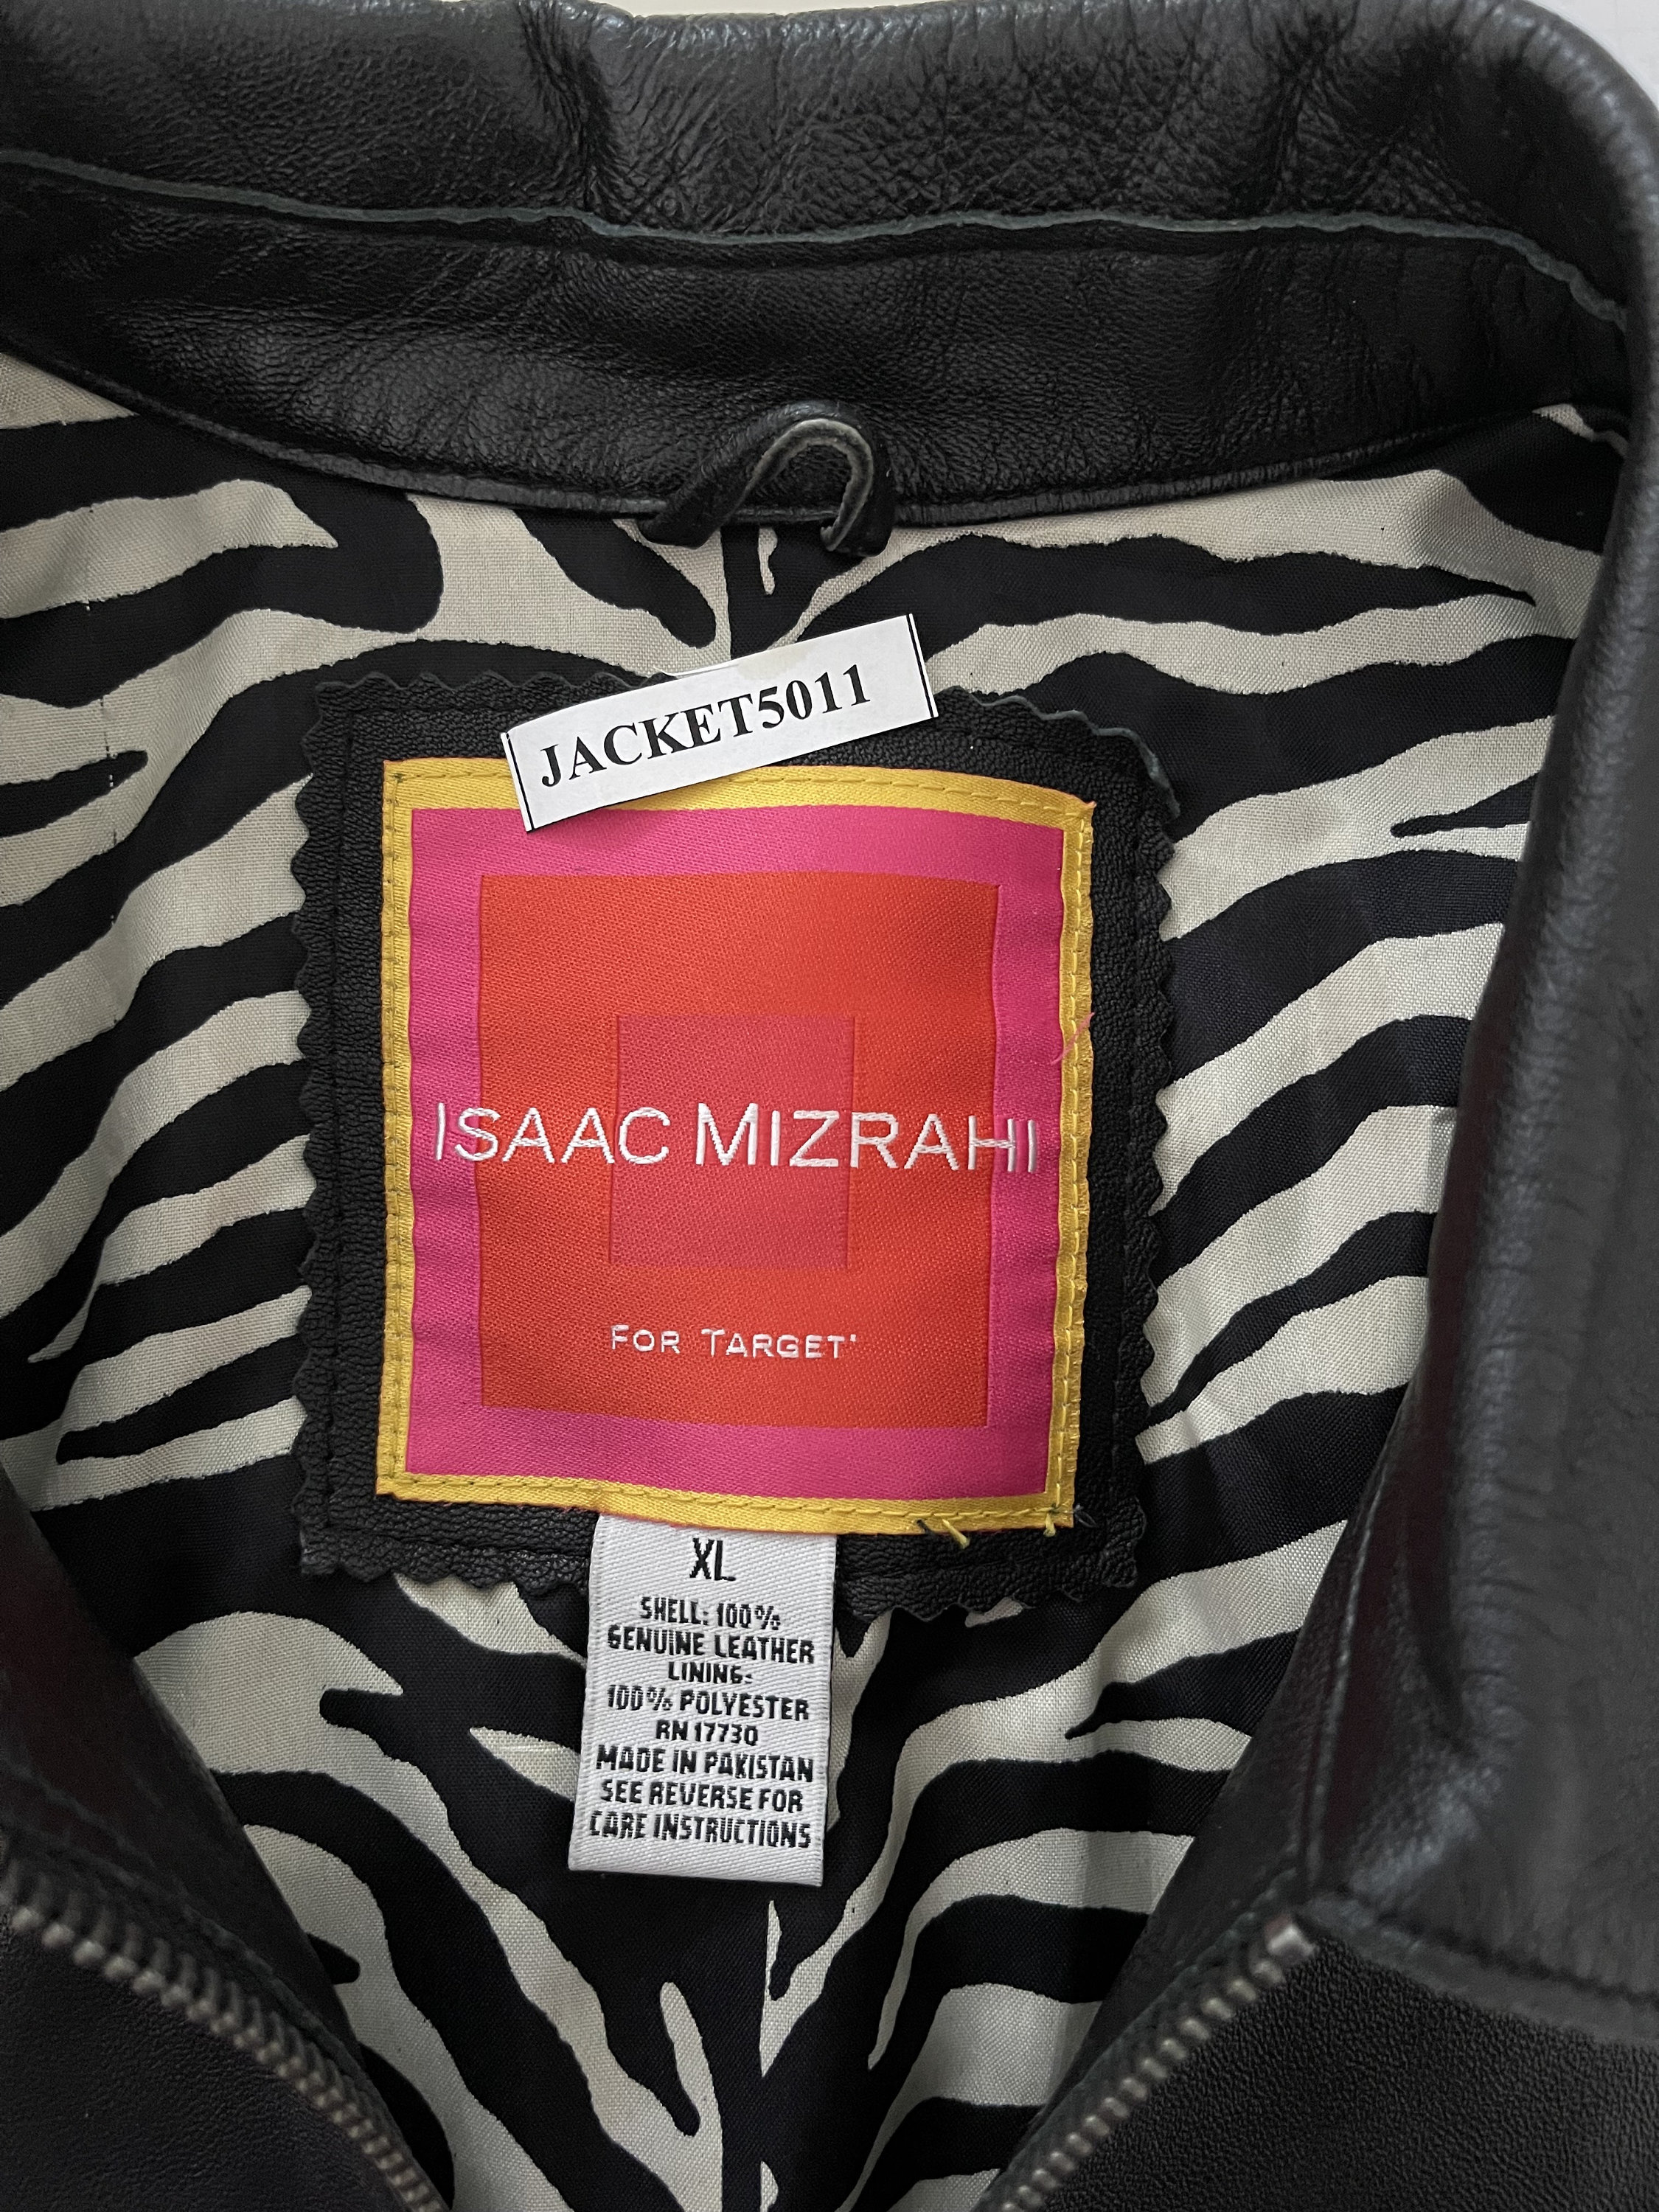 JACKET5011
ISAAC MIZRAHI
FOR TARGET
XL
SHELL: 100%
GENUINE LEATHER
LINING:
100% POLYESTER
RN 17730
MADE IN PAKISTAN
SEE REVERSE FOR
CARE INSTRUCTIONS